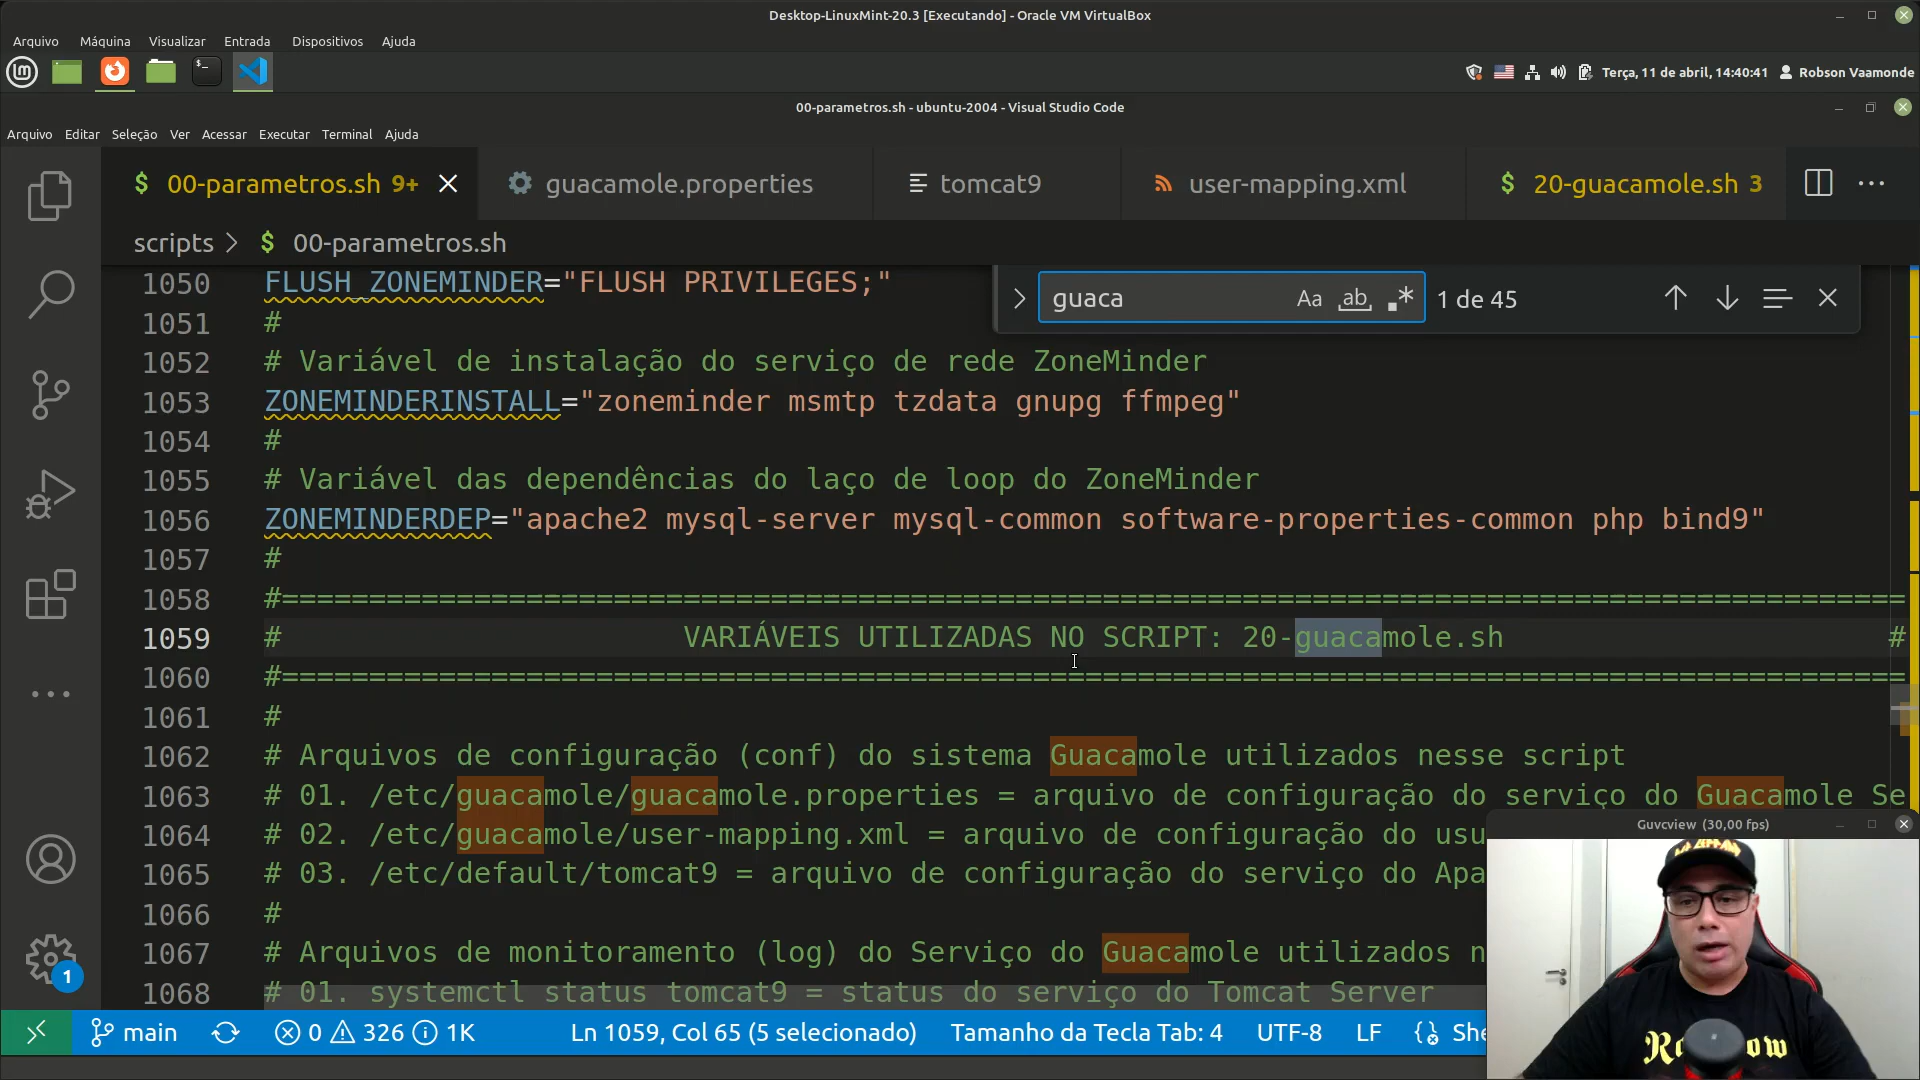 Desktop-LinuxMint-20.3 [Executando] - Oracle VM VirtualBox
Arquivo Máquina Visualizar Entrada Dispositivos Ajuda
Terça, 11 de abril, 14:40:41 Robson Vaamonde
00-parametros.sh - ubuntu-2004 - Visual Studio Code
Arquivo Editar Seleção Ver Acessar Executar Terminal Ajuda
$ 00-parametros.sh 9+ guacamole.properties tomcat9 user-mapping.xml $ 20-guacamole.sh 3
scripts > $ 00-parametros.sh
guaca Aa ab .* 1 de 45
1050 FLUSH_ZONEMINDER="FLUSH PRIVILEGES;"
1051 #
1052 # Variável de instalação do serviço de rede ZoneMinder
1053 ZONEMINDERINSTALL="zoneminder msmtp tzdata gnupg ffmpeg"
1054 #
1055 # Variável das dependências do laço de loop do ZoneMinder
1056 ZONEMINDERDEP="apache2 mysql-server mysql-common software-properties-common php bind9"
1057 #
1058 #=============================================================================================
1059 # VARIÁVEIS UTILIZADAS NO SCRIPT: 20-guacamole.sh #
1060 #=============================================================================================
1061 #
1062 # Arquivos de configuração (conf) do sistema Guacamole utilizados nesse script
1063 # 01. /etc/guacamole/guacamole.properties = arquivo de configuração do serviço do Guacamole Se
1064 # 02. /etc/guacamole/user-mapping.xml = arquivo de configuração do usu
1065 # 03. /etc/default/tomcat9 = arquivo de configuração do serviço do Apa
1066 #
1067 # Arquivos de monitoramento (log) do Serviço do Guacamole utilizados n
1068 # 01. systemctl status tomcat9 = status do serviço do Tomcat Server
Guvcview (30,00 fps)
1
main 0 326 1K Ln 1059, Col 65 (5 selecionado) Tamanho da Tecla Tab: 4 UTF-8 LF She